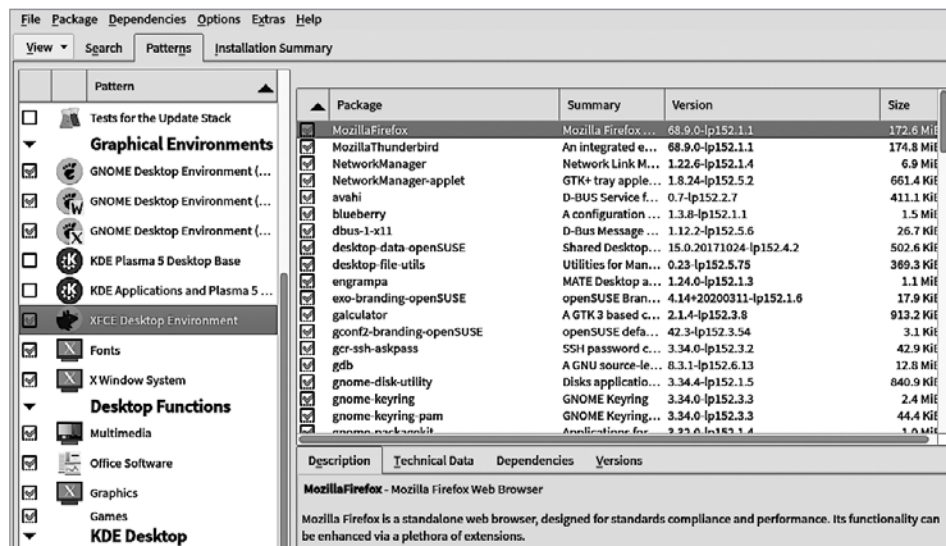 File Package Dependencies Options Extras Help
View Search Patterns Installation Summary
Pattern
Tests for the Update Stack
Graphical Environments
GNOME Desktop Environment (...
GNOME Desktop Environment (...
GNOME Desktop Environment (...
KDE Plasma 5 Desktop Base
KDE Applications and Plasma 5 ...
XFCE Desktop Environment
Fonts
X Window System
Desktop Functions
Multimedia
Office Software
Graphics
Games
KDE Desktop
Package Summary Version Size
MozillaFirefox Mozilla Firefox ... 68.9.0-lp152.1.1 172.6 MiB
MozillaThunderbird An integrated e... 68.9.0-lp152.1.1 174.8 MiB
NetworkManager Network Link M... 1.22.6-lp152.1.4 6.9 MiB
NetworkManager-applet GTK+ tray apple... 1.8.24-lp152.5.2 661.4 KiB
avahi D-BUS Service f... 0.7-lp152.2.7 411.1 KiB
blueberry A configuration ... 1.3.8-lp152.1.1 1.5 MiB
dbus-1-x11 D-Bus Message ... 1.12.2-lp152.5.6 26.7 KiB
desktop-data-openSUSE Shared Desktop... 15.0.20171024-lp152.4.2 502.6 KiB
desktop-file-utils Utilities for Man... 0.23-lp152.5.75 369.3 KiB
engrampa MATE Desktop a... 1.24.0-lp152.1.3 1.1 MiB
exo-branding-openSUSE openSUSE Bran... 4.14+20200311-lp152.1.6 17.9 KiB
galculator A GTK 3 based c... 2.1.4-lp152.3.8 913.2 KiB
gconf2-branding-openSUSE openSUSE defa... 42.3-lp152.3.54 3.1 KiB
gcr-ssh-askpass SSH password c... 3.34.0-lp152.3.2 42.9 KiB
gdb A GNU source-le... 8.3.1-lp152.6.13 12.8 MiB
gnome-disk-utility Disks applicatio... 3.34.4-lp152.1.5 840.9 KiB
gnome-keyring GNOME Keyring 3.34.0-lp152.3.3 2.4 MiB
gnome-keyring-pam GNOME Keyring... 3.34.0-lp152.3.3 44.4 KiB
gnome-packagekit Applications for 3.32.0-lp152.1.4 1.0 MiB
Description Technical Data Dependencies Versions
MozillaFirefox - Mozilla Firefox Web Browser
Mozilla Firefox is a standalone web browser, designed for standards compliance and performance. Its functionality can
be enhanced via a plethora of extensions.